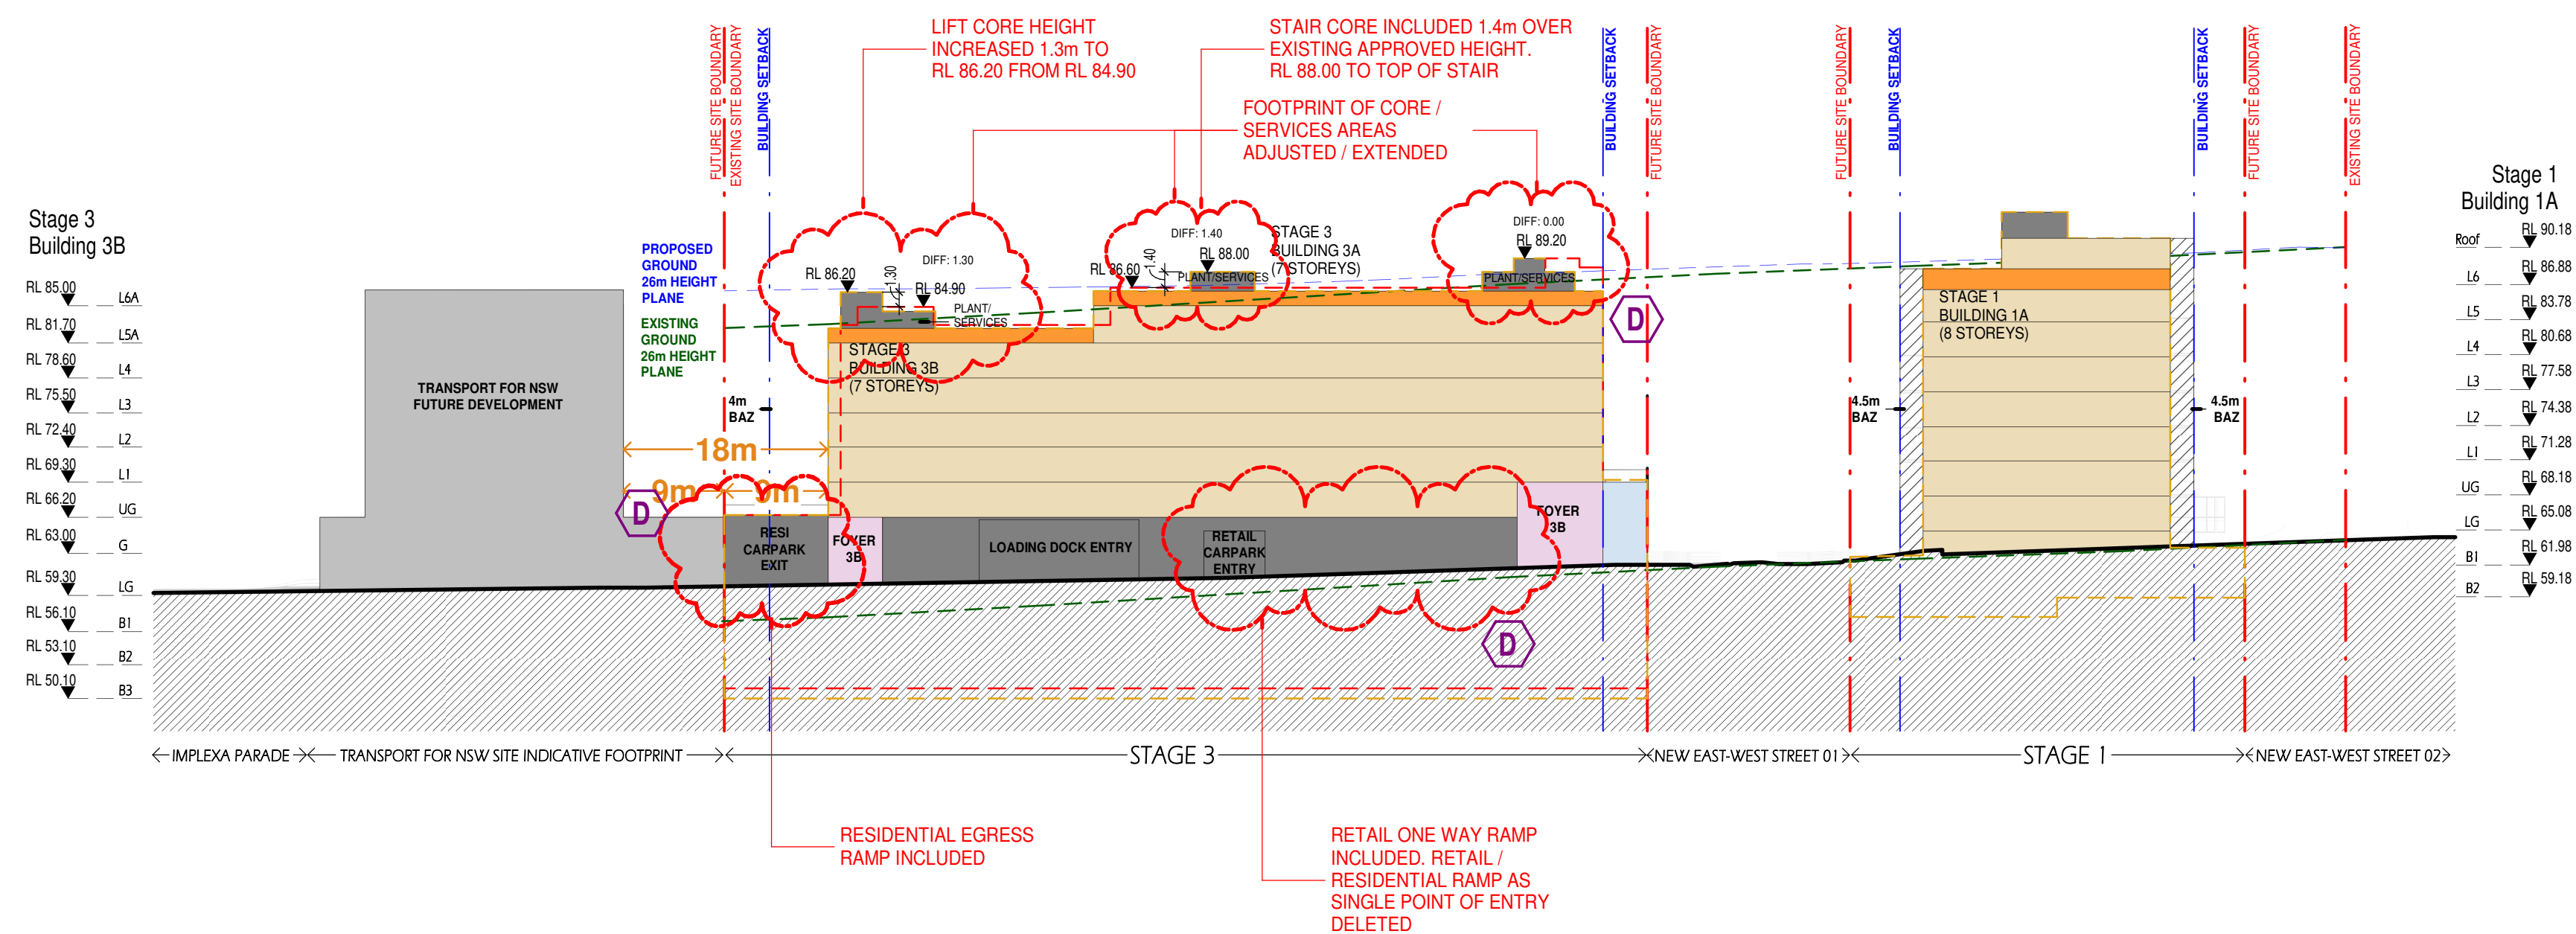 LIFT CORE HEIGHT
INCREASED 1.3m TO
RL 86.20 FROM RL 84.90
STAIR CORE INCLUDED 1.4m OVER
EXISTING APPROVED HEIGHT.
RL 88.00 TO TOP OF STAIR
FOOTPRINT OF CORE /
SERVICES AREAS
ADJUSTED / EXTENDED
FUTURE SITE BOUNDARY
EXISTING SITE BOUNDARY
BUILDING SETBACK
BUILDING SETBACK
FUTURE SITE BOUNDARY
FUTURE SITE BOUNDARY
BUILDING SETBACK
BUILDING SETBACK
FUTURE SITE BOUNDARY
EXISTING SITE BOUNDARY
Stage 3
Building 3B
RL 85.00
L6A
RL 81.70
L5A
RL 78.60
L4
RL 75.50
L3
RL 72.40
L2
RL 69.30
L1
RL 66.20
UG
RL 63.00
G
RL 59.30
LG
RL 56.10
B1
RL 53.10
B2
RL 50.10
B3
PROPOSED
GROUND
26m HEIGHT
PLANE
EXISTING
GROUND
26m HEIGHT
PLANE
TRANSPORT FOR NSW
FUTURE DEVELOPMENT
DIFF: 1.30
RL 86.20
1.30
RL 84.90
PLANT/
SERVICES
DIFF: 1.40
RL 86.60
1.40
RL 88.00
PLANT/SERVICES
STAGE 3
BUILDING 3A
(7 STOREYS)
DIFF: 0.00
RL 89.20
PLANT/SERVICES
D
STAGE 3
BUILDING 3B
(7 STOREYS)
4m
BAZ
18m
9m
9m
D
RESI
CARPARK
EXIT
FOYER
3B
LOADING DOCK ENTRY
RETAIL
CARPARK
ENTRY
FOYER
3B
D
4.5m
BAZ
STAGE 1
BUILDING 1A
(8 STOREYS)
4.5m
BAZ
Stage 1
Building 1A
Roof
RL 90.18
L6
RL 86.88
L5
RL 83.78
L4
RL 80.68
L3
RL 77.58
L2
RL 74.38
L1
RL 71.28
UG
RL 68.18
LG
RL 65.08
B1
RL 61.98
B2
RL 59.18
IMPLEXA PARADE
TRANSPORT FOR NSW SITE INDICATIVE FOOTPRINT
STAGE 3
NEW EAST-WEST STREET 01
STAGE 1
NEW EAST-WEST STREET 02
RESIDENTIAL EGRESS
RAMP INCLUDED
RETAIL ONE WAY RAMP
INCLUDED. RETAIL /
RESIDENTIAL RAMP AS
SINGLE POINT OF ENTRY
DELETED